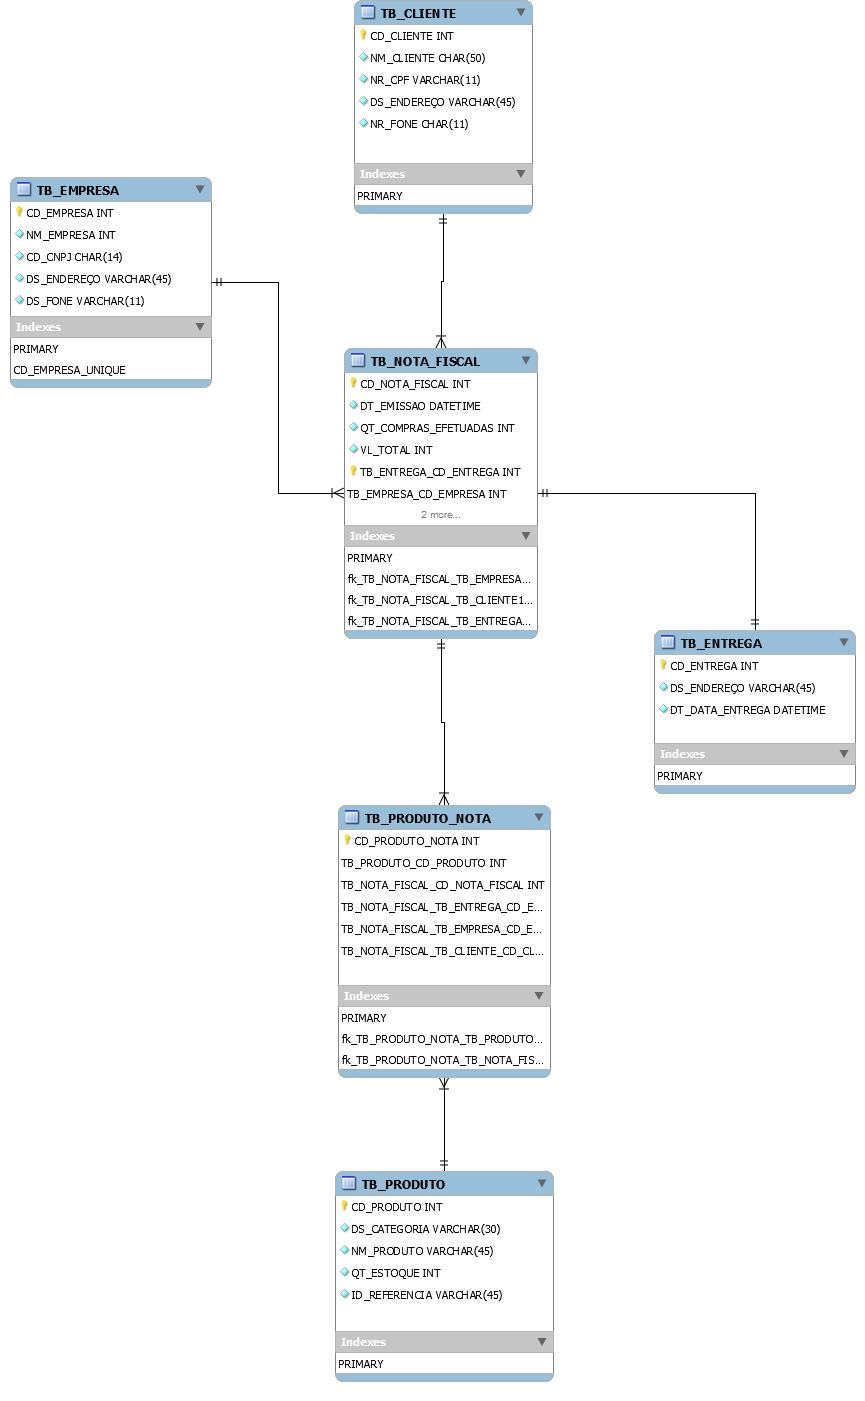 TB_CLIENTE
CD_CLIENTE INT
NM_CLIENTE CHAR(50)
NR_CPF VARCHAR(11)
DS_ENDEREÇO VARCHAR(45)
NR_FONE CHAR(11)
Indexes
PRIMARY
TB_EMPRESA
CD_EMPRESA INT
NM_EMPRESA INT
CD_CNPJ CHAR(14)
DS_ENDEREÇO VARCHAR(45)
DS_FONE VARCHAR(11)
Indexes
PRIMARY
CD_EMPRESA_UNIQUE
TB_NOTA_FISCAL
CD_NOTA_FISCAL INT
DT_EMISSAO DATETIME
QT_COMPRAS_EFETUADAS INT
VL_TOTAL INT
TB_ENTREGA_CD_ENTREGA INT
TB_EMPRESA_CD_EMPRESA INT
2 more...
Indexes
PRIMARY
fk_TB_NOTA_FISCAL_TB_EMPRESA...
fk_TB_NOTA_FISCAL_TB_CLIENTE1...
fk_TB_NOTA_FISCAL_TB_ENTREGA...
TB_ENTREGA
CD_ENTREGA INT
DS_ENDEREÇO VARCHAR(45)
DT_DATA_ENTREGA DATETIME
Indexes
PRIMARY
TB_PRODUTO_NOTA
CD_PRODUTO_NOTA INT
TB_PRODUTO_CD_PRODUTO INT
TB_NOTA_FISCAL_CD_NOTA_FISCAL INT
TB_NOTA_FISCAL_TB_ENTREGA_CD_E...
TB_NOTA_FISCAL_TB_EMPRESA_CD_E...
TB_NOTA_FISCAL_TB_CLIENTE_CD_CL...
Indexes
PRIMARY
fk_TB_PRODUTO_NOTA_TB_PRODUTO...
fk_TB_PRODUTO_NOTA_TB_NOTA_FIS...
TB_PRODUTO
CD_PRODUTO INT
DS_CATEGORIA VARCHAR(30)
NM_PRODUTO VARCHAR(45)
QT_ESTOQUE INT
ID_REFERENCIA VARCHAR(45)
Indexes
PRIMARY